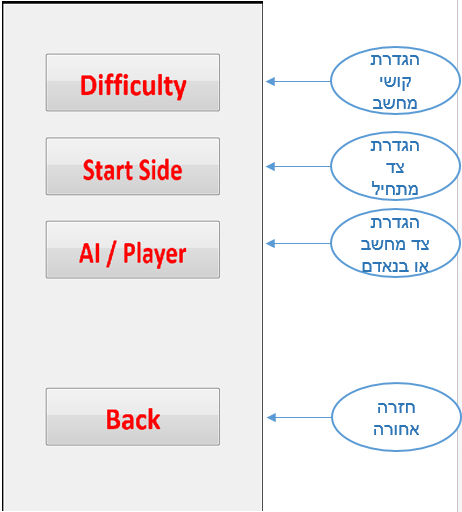 Difficulty
הגדרת
קושי
מחשב
Start Side
הגדרת
צד
מתחיל
AI / Player
הגדרת
צד מחשב
או בנאדם
Back
חזרה
אחורה